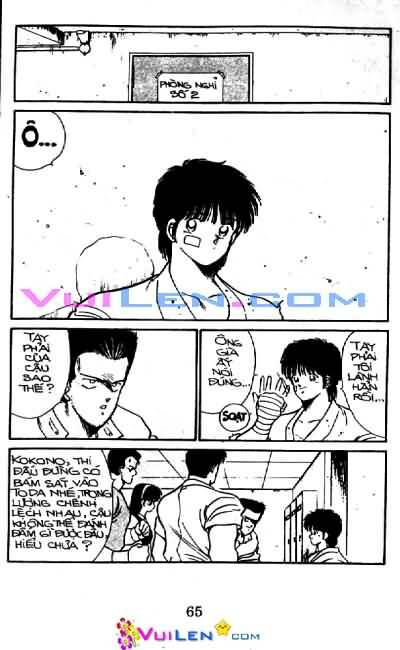 PHÒNG NGHỈ
SỐ 2
Ô...
VUILEN.COM
TAY
PHẢI
CỦA
CẬU
SAO
THẾ?
ÔNG
GIÀ
ẤY
NÓI
ĐÚNG...
SOẠT
TAY
PHẢI
TÔI
LÀNH
HẲN
RỒI...
KOKONO, THI
ĐẤU ĐỪNG CÓ
BÁM SÁT VÀO
TODA NHÉ, TRỌNG
LƯỢNG CHÊNH
LỆCH NHAU, CẬU
KHÔNG THỂ ĐÁNH
ĐẤM GÌ ĐƯỢC ĐÂU,
HIỂU CHƯA?
65
VUILEN.COM